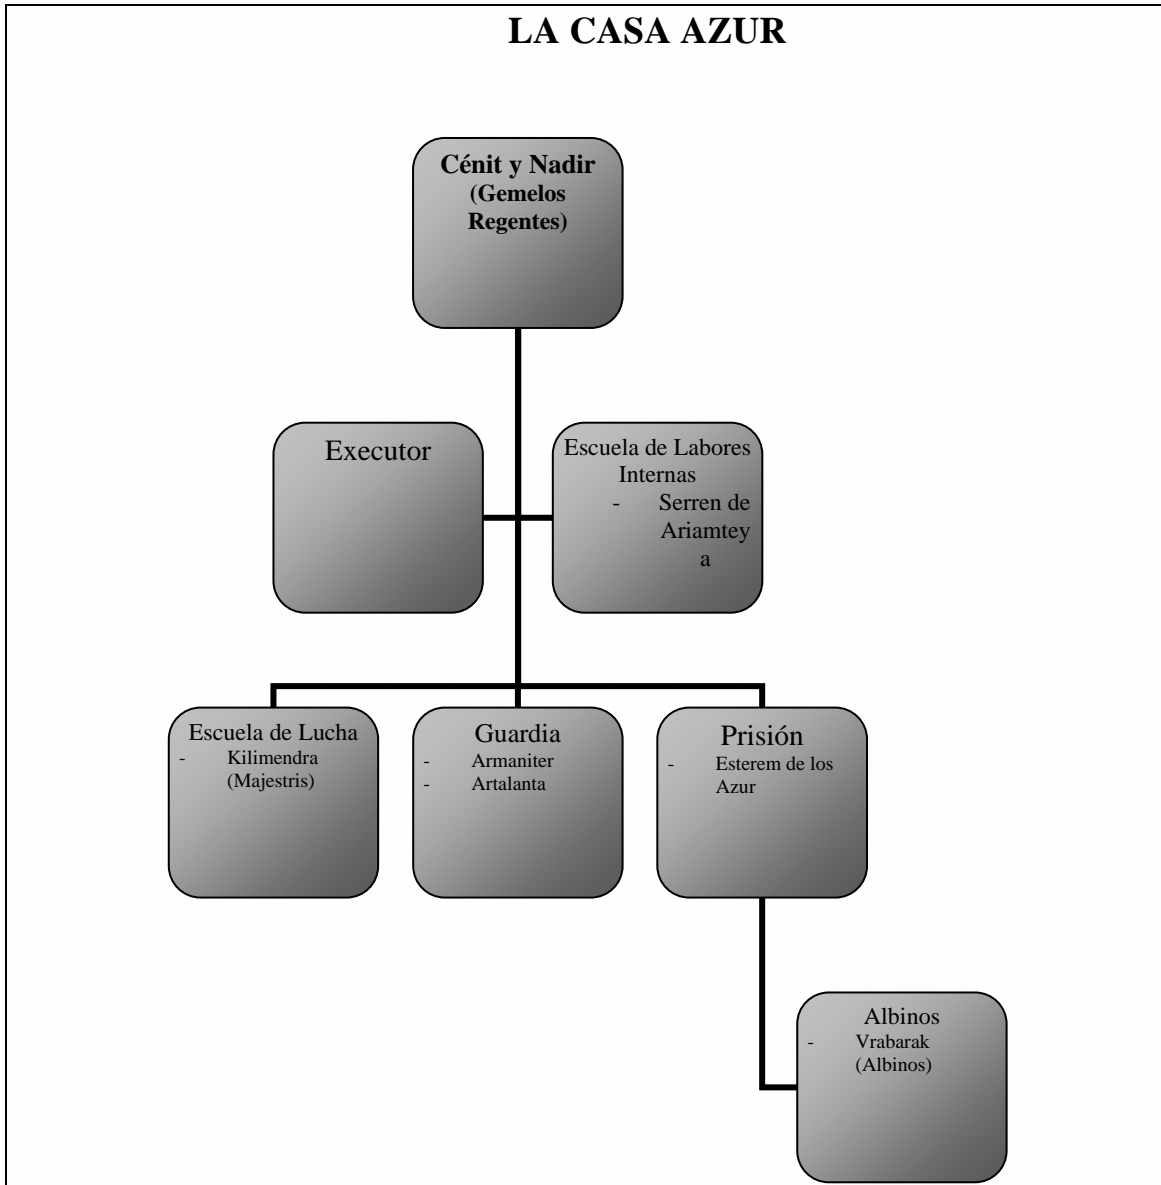 LA CASA AZUR
Cénit y Nadir
(Gemelos
Regentes)
Executor
Escuela de Labores
Internas
- Serren de
Ariamtey
a
Escuela de Lucha
- Kilimendra
(Majestris)
Guardia
- Armaniter
- Artalanta
Prisión
- Esterem de los
Azur
Albinos
- Vrabarak
(Albinos)